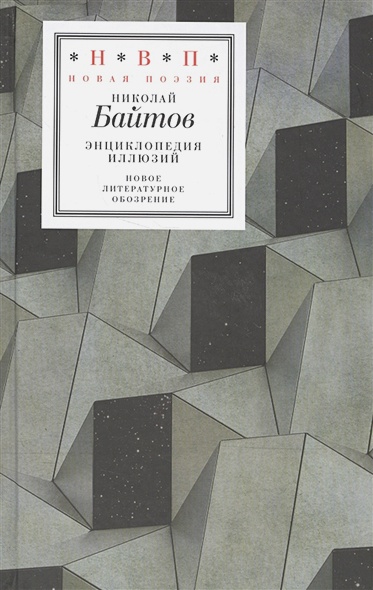 * Н * В * П *
НОВАЯ ПОЭЗИЯ
НИКОЛАЙ
Байтов
ЭНЦИКЛОПЕДИЯ
ИЛЛЮЗИЙ
НОВОЕ
ЛИТЕРАТУРНОЕ
ОБОЗРЕНИЕ